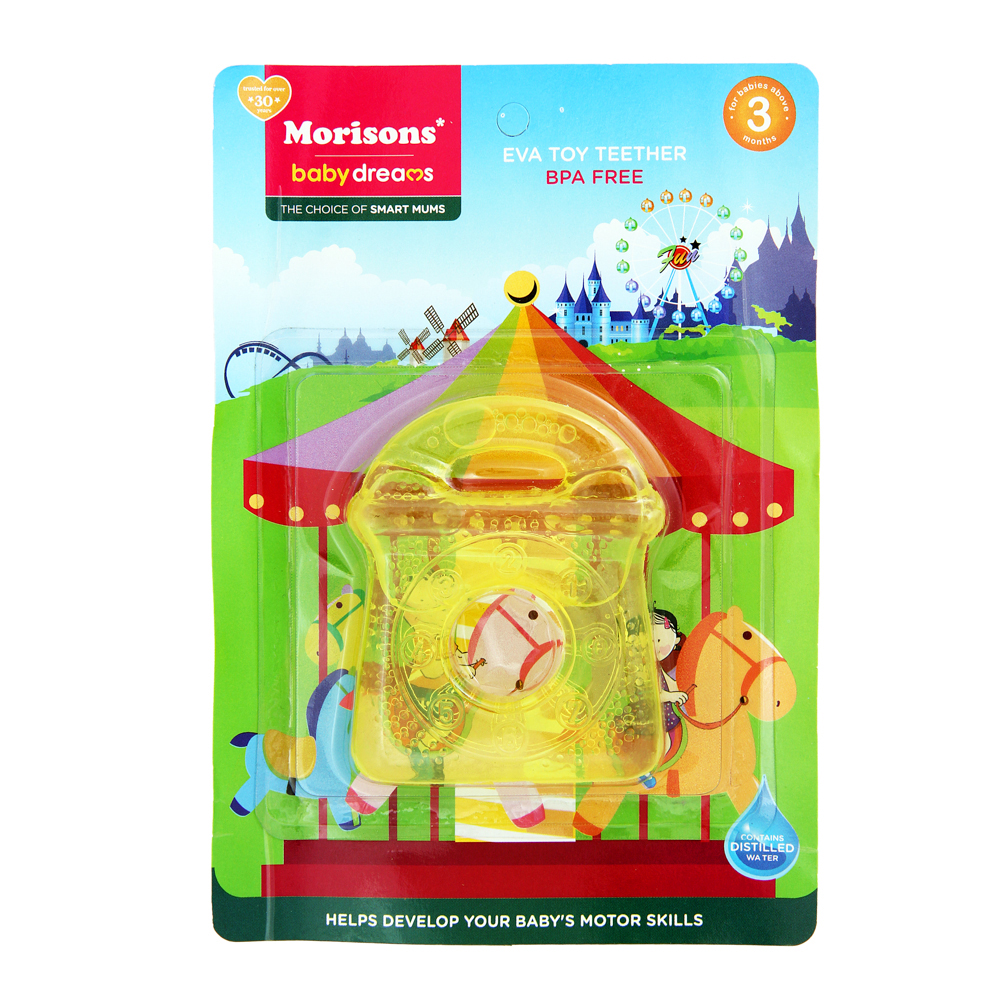 trusted for over
30
years
Morisons*
baby dreams
THE CHOICE OF SMART MUMS
EVA TOY TEETHER
BPA FREE
for babies above
3
months
Fun
CONTAINS
DISTILLED
WATER
HELPS DEVELOP YOUR BABY'S MOTOR SKILLS